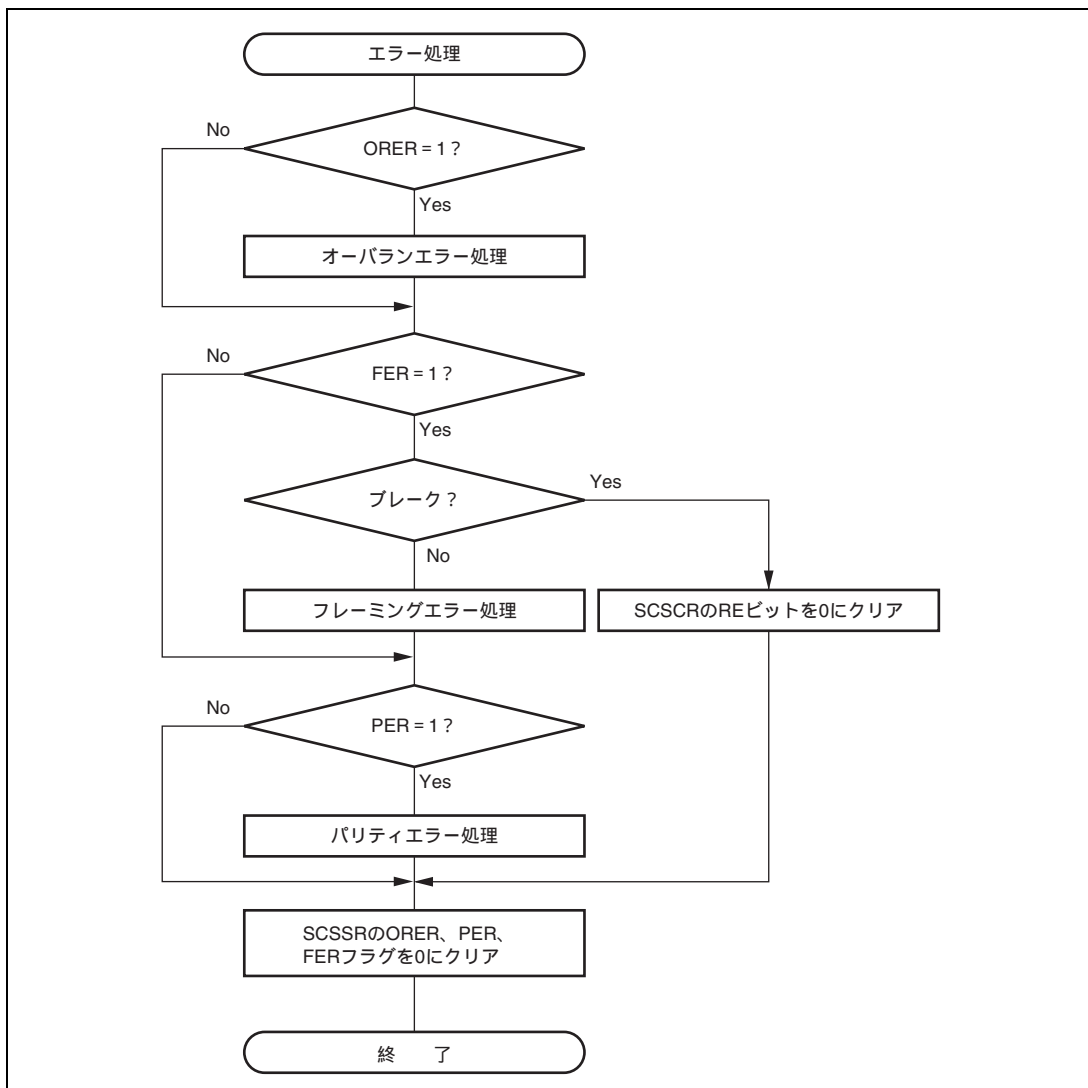 エラー処理
No
ORER = 1 ?
Yes
オーバランエラー処理
No
FER = 1 ?
Yes
ブレーク ?
Yes
No
フレーミングエラー処理
SCSCRのREビットを0にクリア
No
PER = 1 ?
Yes
パリティエラー処理
SCSSRのORER、PER、
FERフラグを0にクリア
終 了